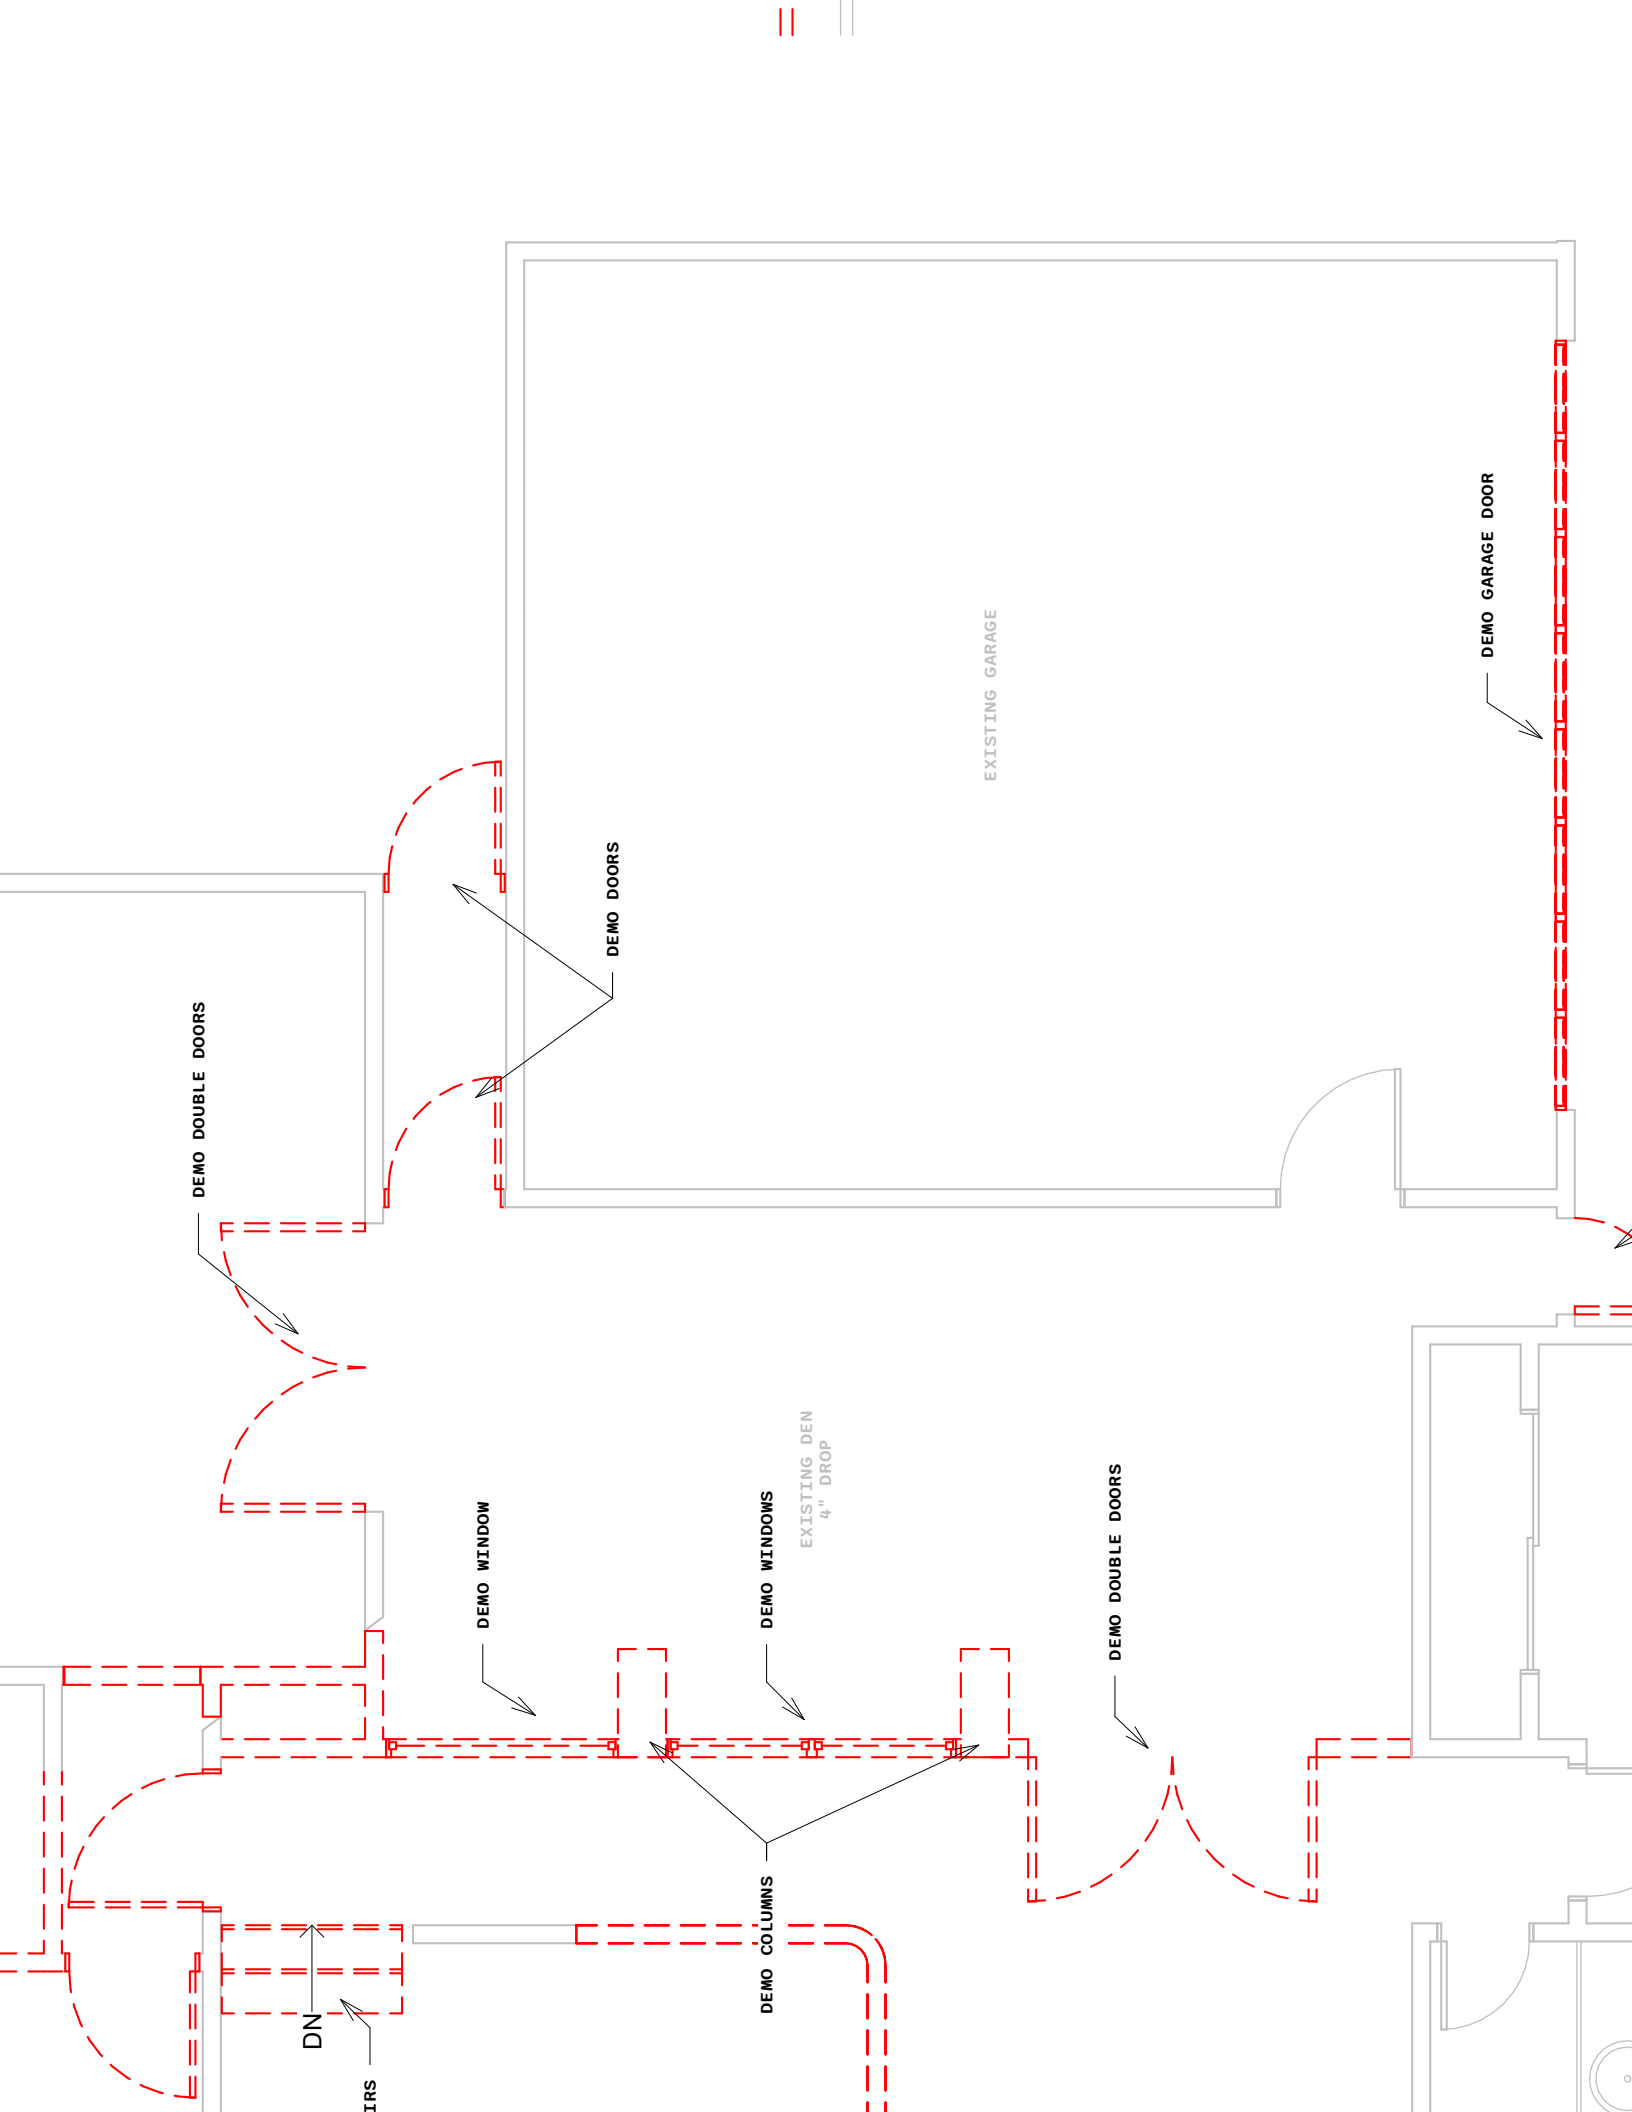 DEMO GARAGE DOOR
EXISTING GARAGE
DEMO DOORS
DEMO DOUBLE DOORS
EXISTING DEN
4" DROP
DEMO WINDOW
DEMO WINDOWS
DEMO DOUBLE DOORS
DEMO COLUMNS
DN
IRS